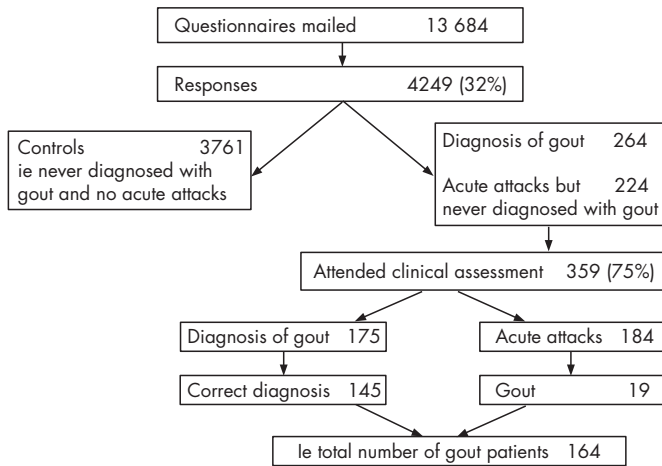 Questionnaires mailed 13 684
Responses 4249 (32%)
Controls 3761
ie never diagnosed with
gout and no acute attacks
Diagnosis of gout 264
Acute attacks but 224
never diagnosed with gout
Attended clinical assessment 359 (75%)
Diagnosis of gout 175
Acute attacks 184
Correct diagnosis 145
Gout 19
Ie total number of gout patients 164